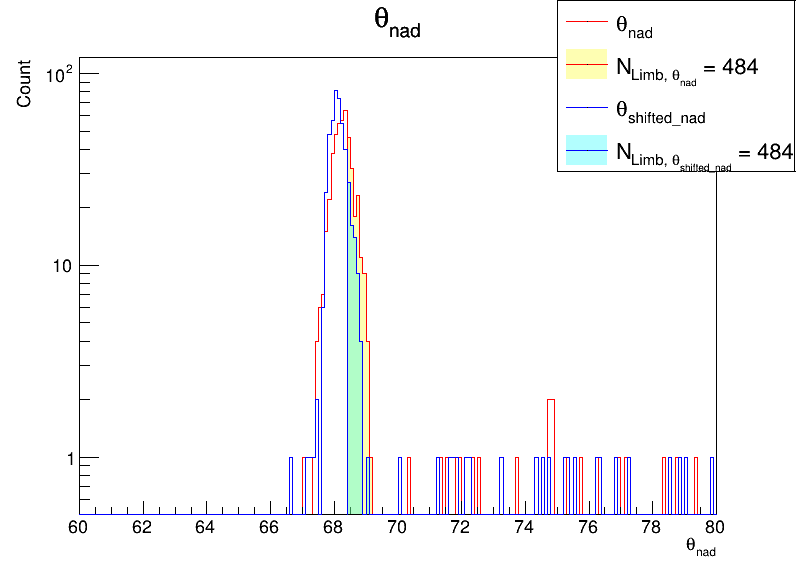 θnad
Count
θnad
NLimb, θnad = 484
θshifted_nad
NLimb, θshifted_nad = 484
10²
10
1
60 62 64 66 68 70 72 74 76 78 80
θnad